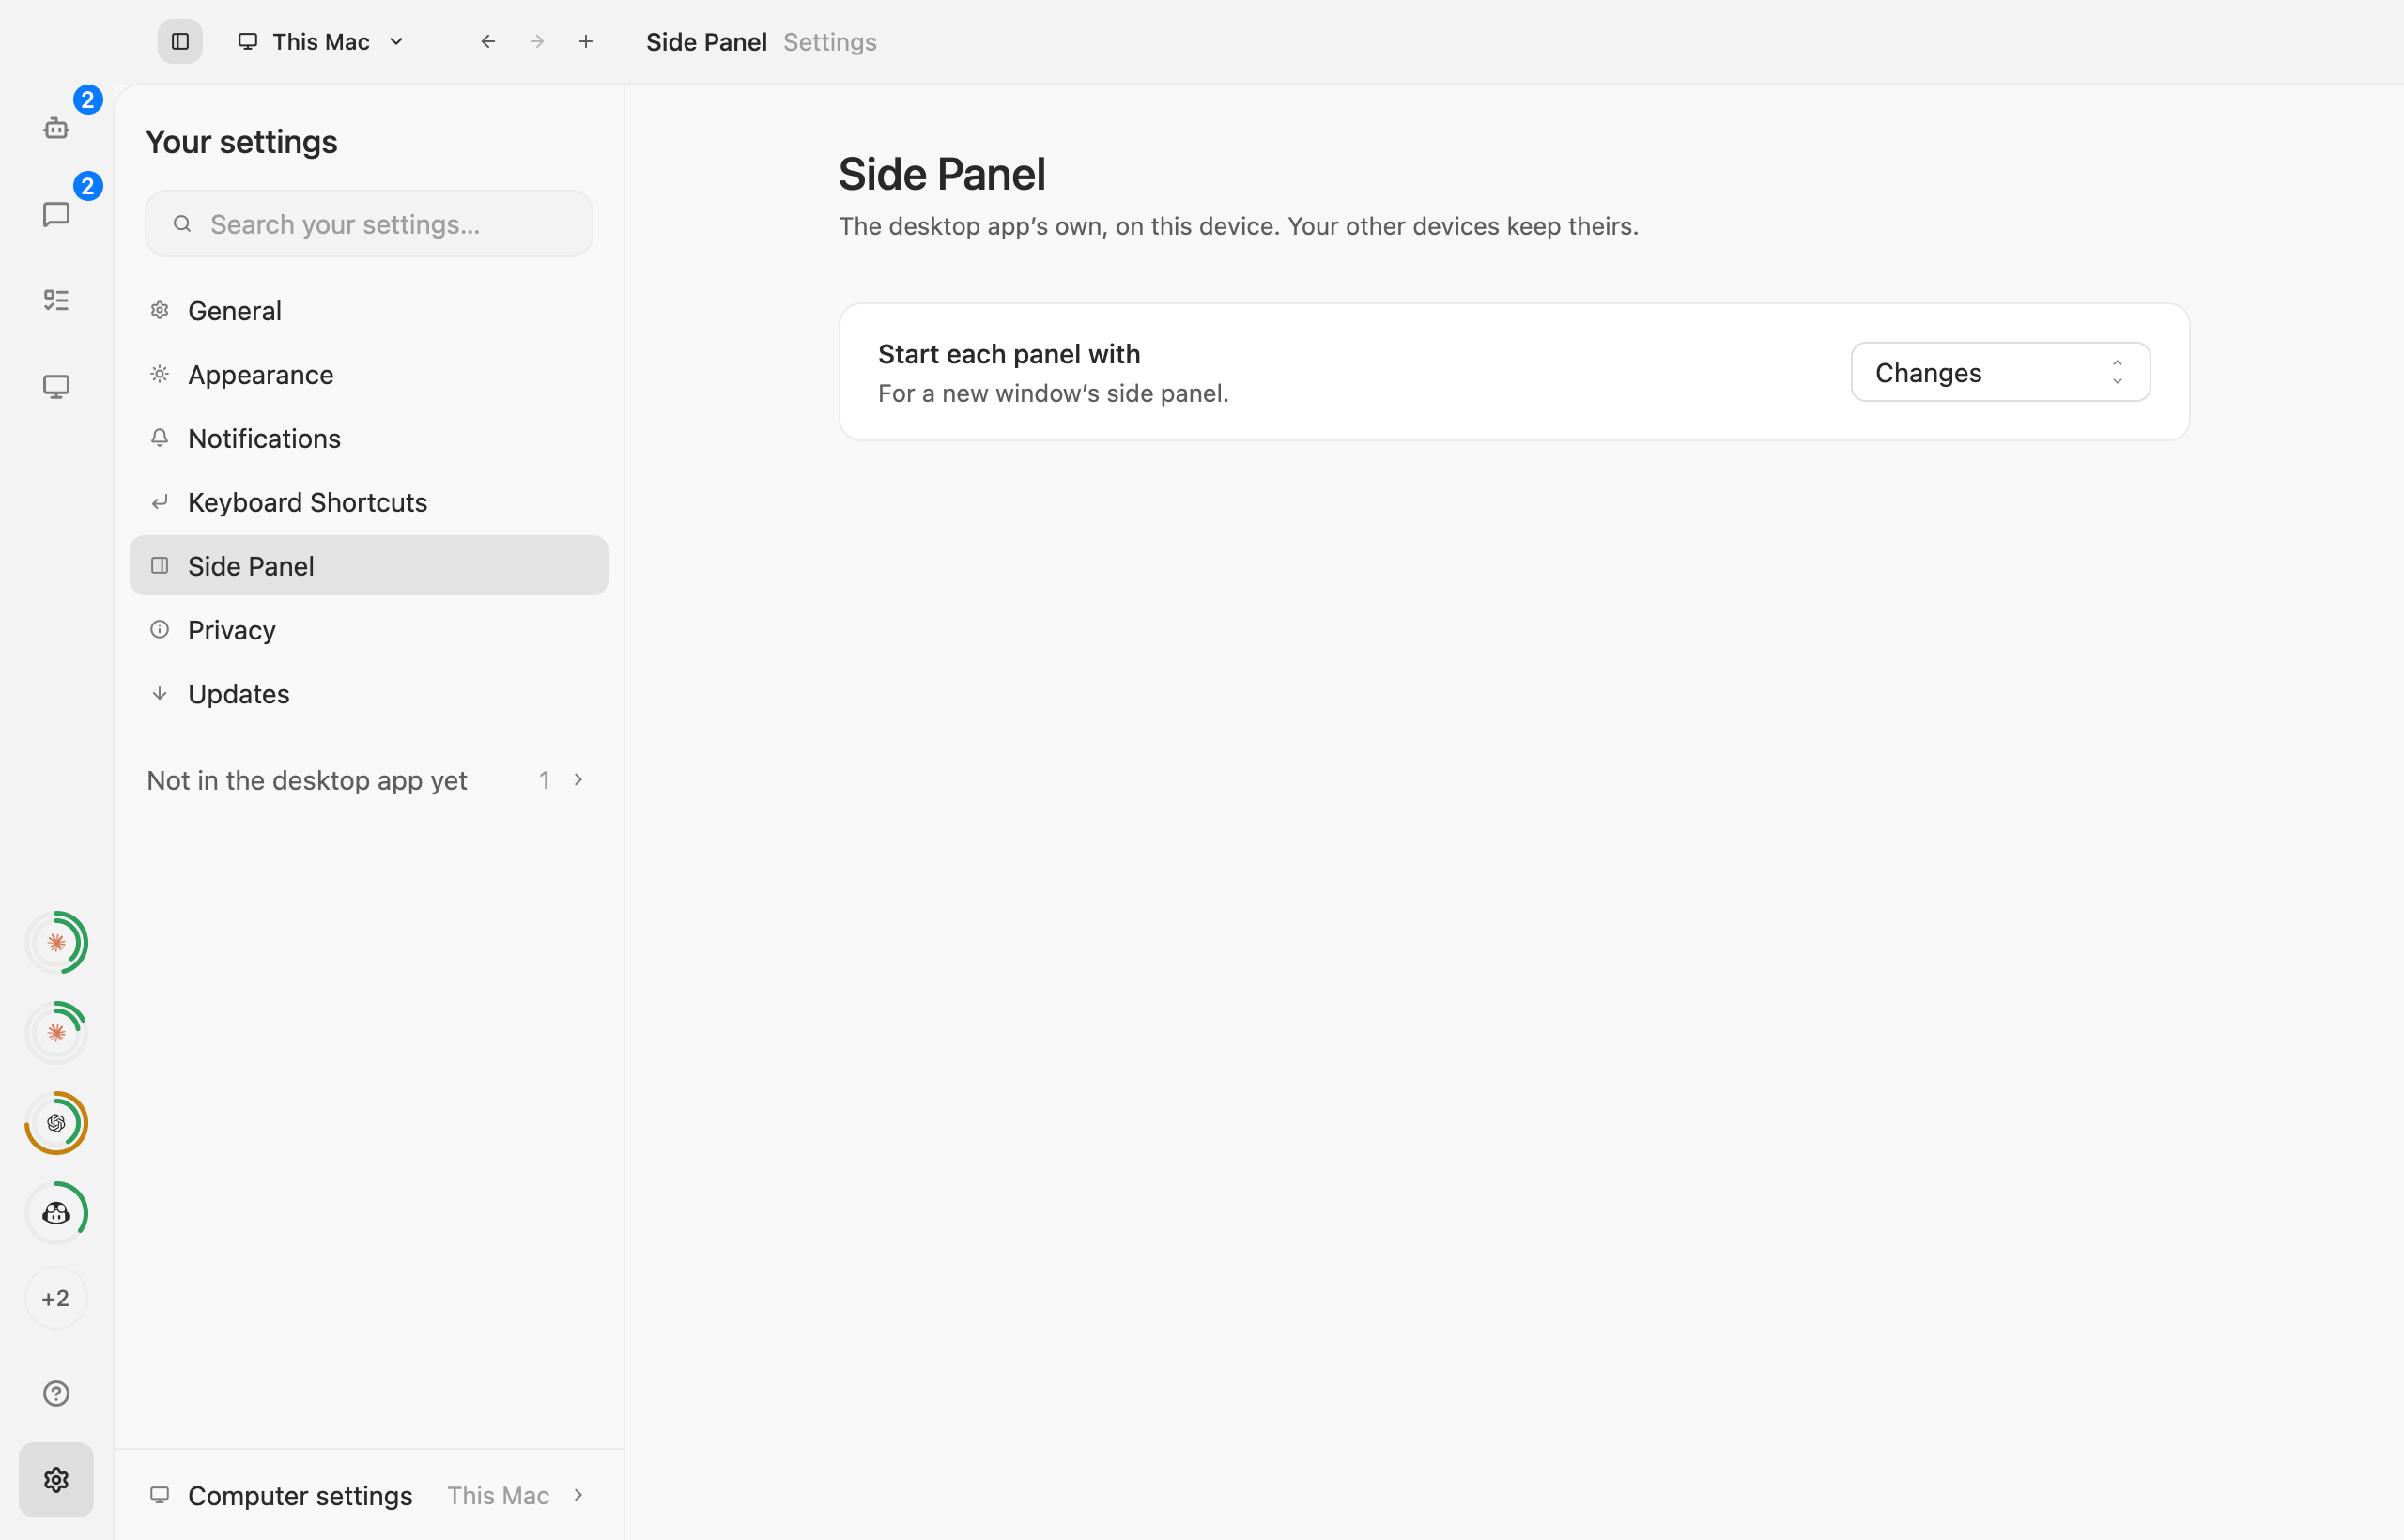 This Mac
Side Panel Settings
2
2
Your settings
Search your settings...
General
Appearance
Notifications
Keyboard Shortcuts
Side Panel
Privacy
Updates
Not in the desktop app yet 1
+2
Computer settings This Mac
Side Panel
The desktop app’s own, on this device. Your other devices keep theirs.
Start each panel with
For a new window’s side panel.
Changes